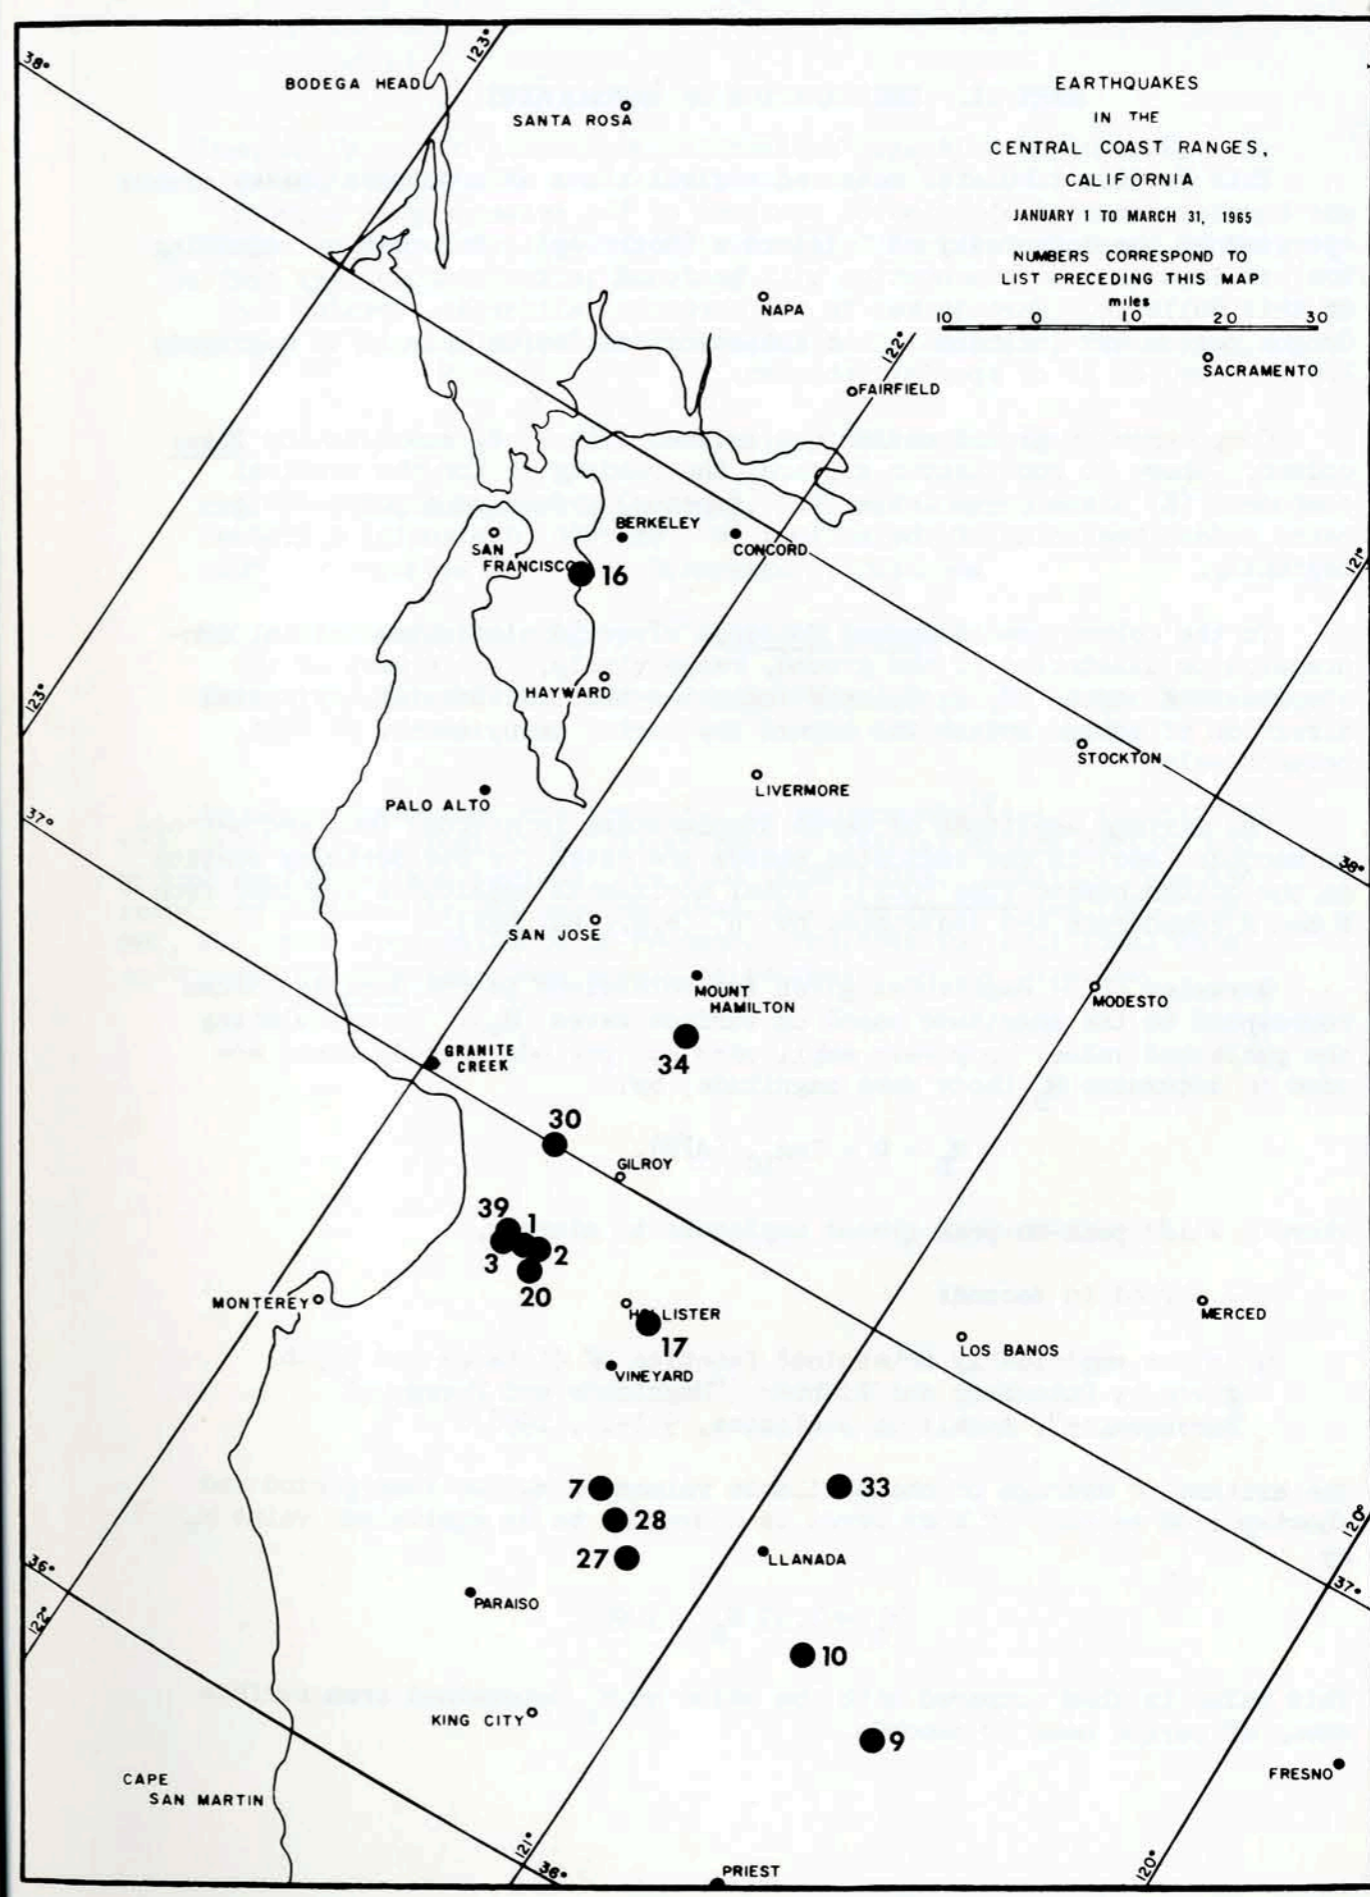 EARTHQUAKES
IN THE
CENTRAL COAST RANGES,
CALIFORNIA
JANUARY 1 TO MARCH 31, 1965
NUMBERS CORRESPOND TO
LIST PRECEDING THIS MAP
miles
10 0 10 20 30
38°
123°
BODEGA HEAD
SANTA ROSA
NAPA
122°
SACRAMENTO
FAIRFIELD
BERKELEY
SAN
FRANCISCO
CONCORD
16
121°
HAYWARD
123°
STOCKTON
LIVERMORE
PALO ALTO
37°
38°
SAN JOSE
MOUNT
HAMILTON
MODESTO
34
GRANITE
CREEK
30
GILROY
39
1
3
2
20
MONTEREY
HOLLISTER
17
MERCED
LOS BANOS
VINEYARD
7
33
28
27
LLANADA
120°
36°
37°
PARAISO
122°
10
KING CITY
9
FRESNO
CAPE
SAN MARTIN
121°
36°
PRIEST
120°